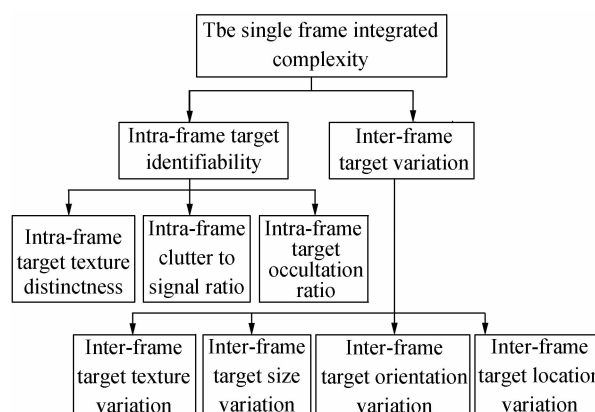 Tbe single frame integrated
complexity
Intra-frame target
identifiability
Inter-frame
target variation
Intra-frame
target texture
distinctness
Intra-frame
clutter to
signal ratio
Intra-frame
target
occultation
ratio
Inter-frame
target texture
variation
Inter-frame
target size
variation
Inter-frame
target orientation
variation
Inter-frame
target location
variation